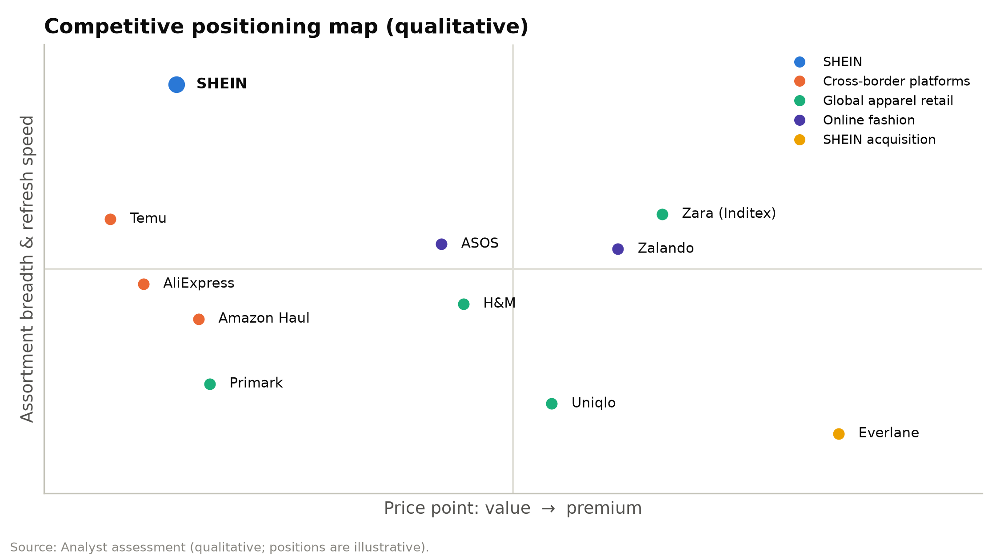 Competitive positioning map (qualitative)
SHEIN
Cross-border platforms
Global apparel retail
Online fashion
SHEIN acquisition
Assortment breadth & refresh speed
SHEIN
Temu
Zara (Inditex)
ASOS
Zalando
AliExpress
H&M
Amazon Haul
Primark
Uniqlo
Everlane
Price point: value → premium
Source: Analyst assessment (qualitative; positions are illustrative).